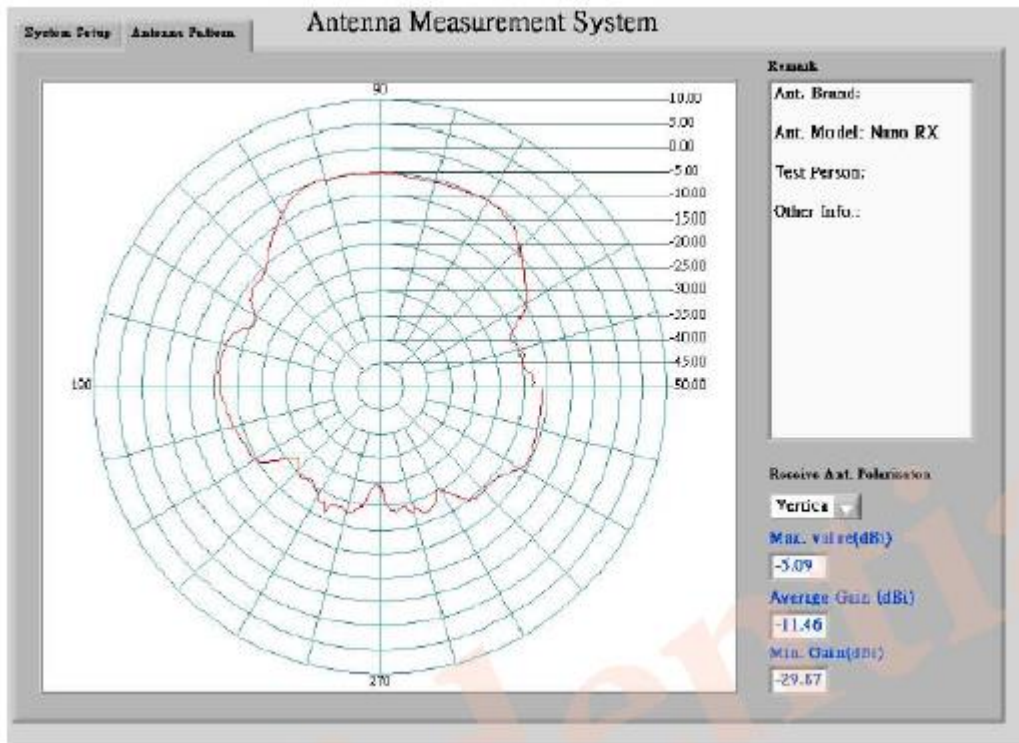 Antenna Measurement System
System Setup
Antenna Pattern
90
10.00
5.00
0.00
-5.00
-10.00
-15.00
-20.00
-25.00
-30.00
-35.00
-40.00
-45.00
-50.00
180
270
Remark
Ant. Brand:
Ant. Model: Nano RX
Test Person:
Other Info.:
Receive Ant. Polarization
Vertica
Max. value(dBi)
-5.09
Average Gain (dBi)
-11.46
Min. Gain(dBi)